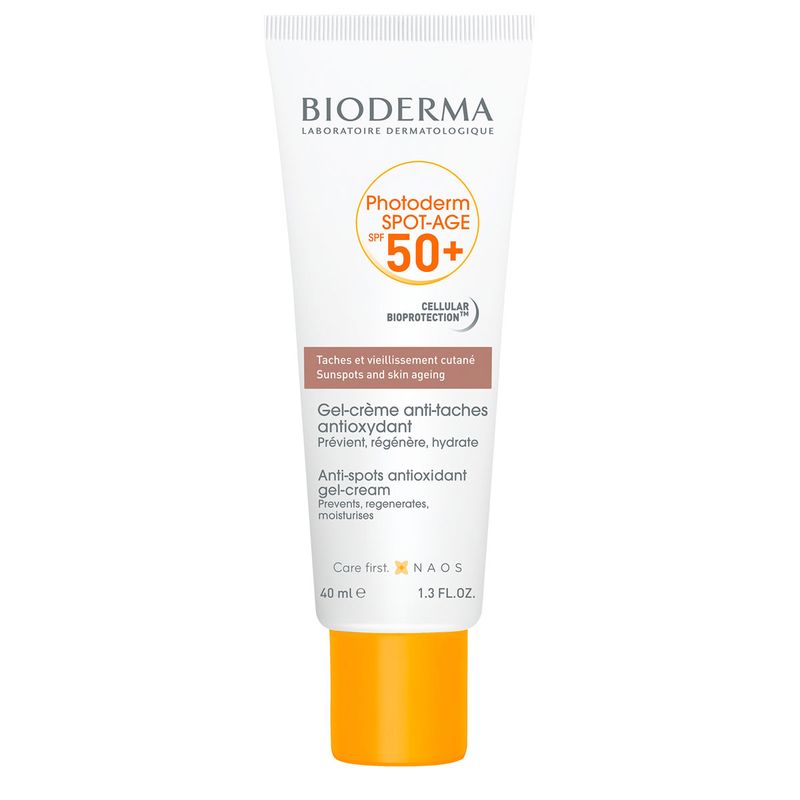 BIODERMA
LABORATOIRE DERMATOLOGIQUE
Photoderm
SPOT-AGE
SPF 50+
CELLULAR
BIOPROTECTION™
Taches et vieillissement cutané
Sunspots and skin ageing
Gel-crème anti-taches
antioxydant
Prévient, régénère, hydrate
Anti-spots antioxidant
gel-cream
Prevents, regenerates,
moisturises
Care first. NAOS
40 ml ℮ 1.3 FL.OZ.